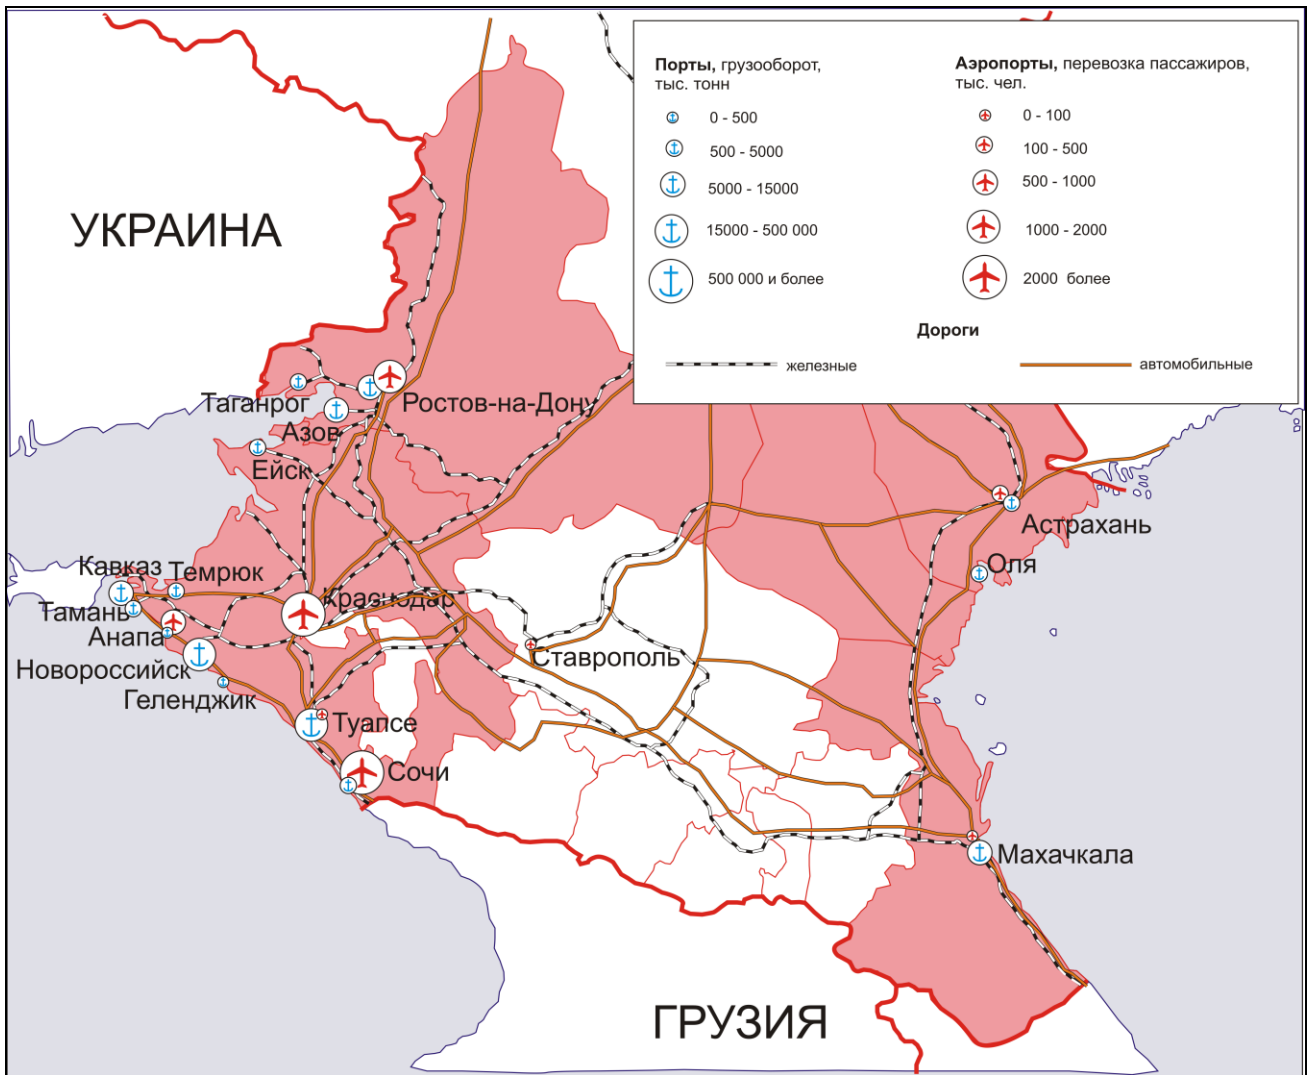 Порты, грузооборот,
тыс. тонн
0 - 500
500 - 5000
5000 - 15000
15000 - 500 000
500 000 и более
Аэропорты, перевозка пассажиров,
тыс. чел.
0 - 100
100 - 500
500 - 1000
1000 - 2000
2000 более
Дороги
железные
автомобильные
УКРАИНА
Таганрог
Ростов-на-Дону
Азов
Ейск
Астрахань
Оля
Кавказ
Темрюк
Краснодар
Тамань
Анапа
Ставрополь
Новороссийск
Геленджик
Туапсе
Сочи
Махачкала
ГРУЗИЯ